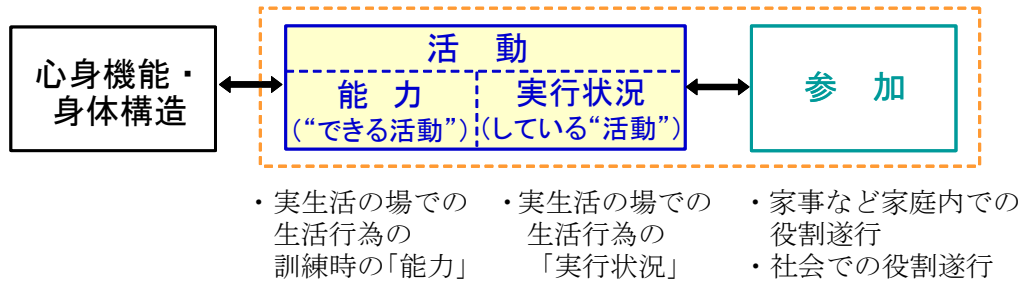 心身機能・
身体構造
活　動
能　力
(“できる活動”)
実行状況
(している“活動”)
参　加
・実生活の場での
生活行為の
訓練時の「能力」
・実生活の場での
生活行為の
「実行状況」
・家事など家庭内での
役割遂行
・社会での役割遂行